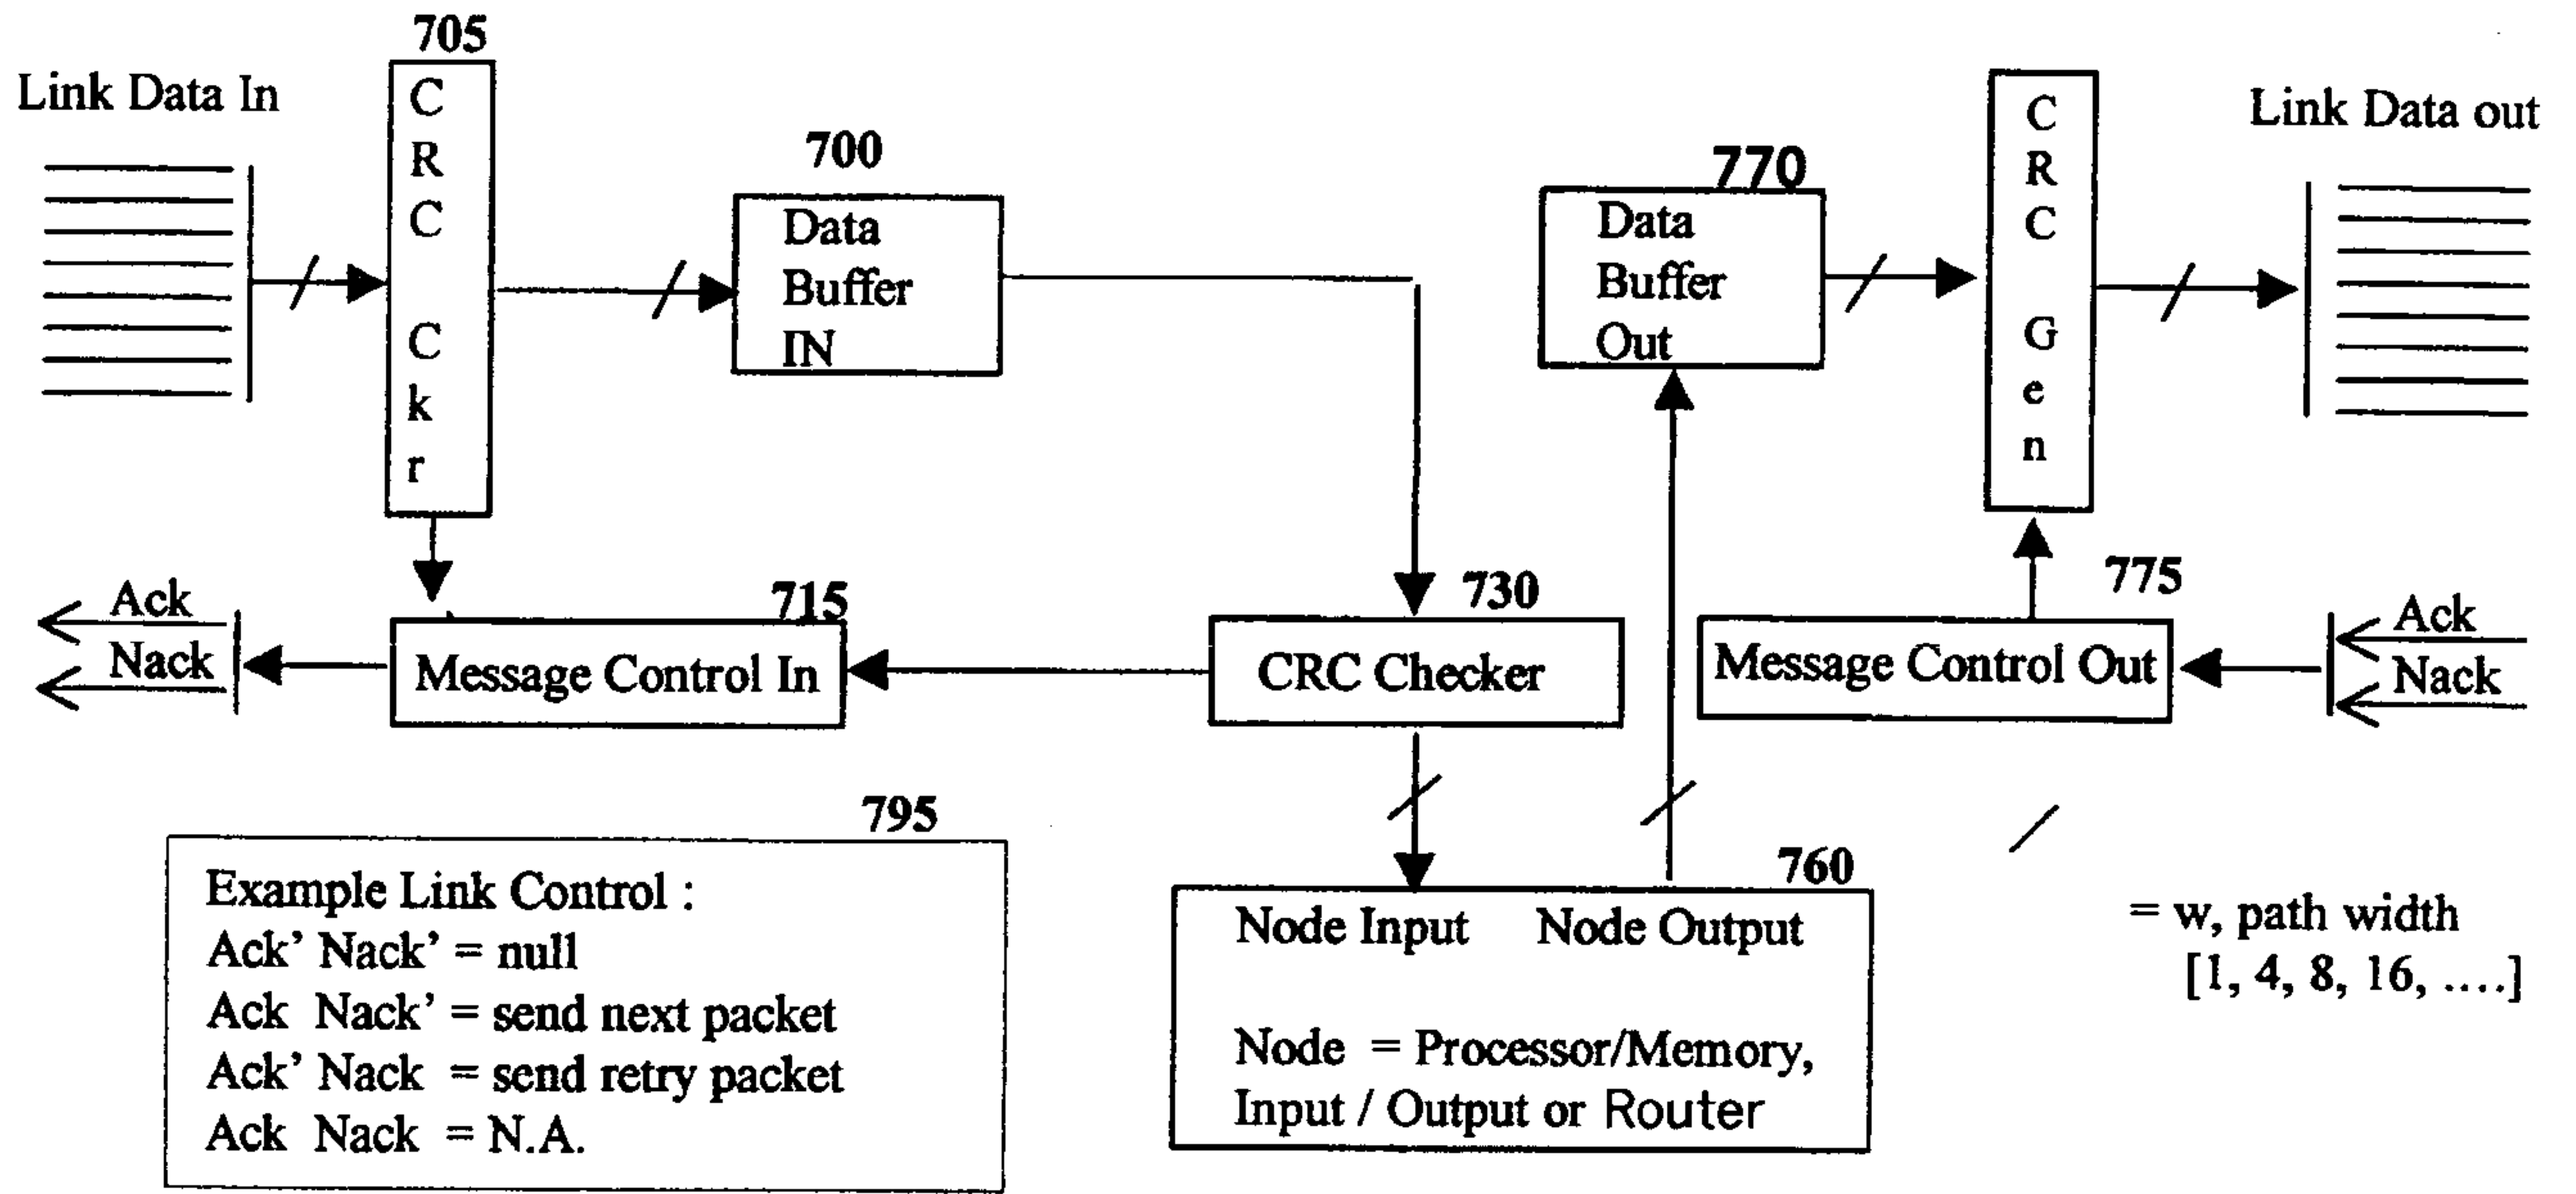 705
Link Data In
C
R
C
C
k
r
700
Data
Buffer
IN
770
Data
Buffer
Out
C
R
C
G
e
n
Link Data out
Ack
Nack
715
Message Control In
730
CRC Checker
775
Message Control Out
Ack
Nack
795
Example Link Control :
Ack’ Nack’ = null
Ack Nack’ = send next packet
Ack’ Nack = send retry packet
Ack Nack = N.A.
760
Node Input Node Output
Node = Processor/Memory,
Input / Output or Router
= w, path width
[1, 4, 8, 16, ....]